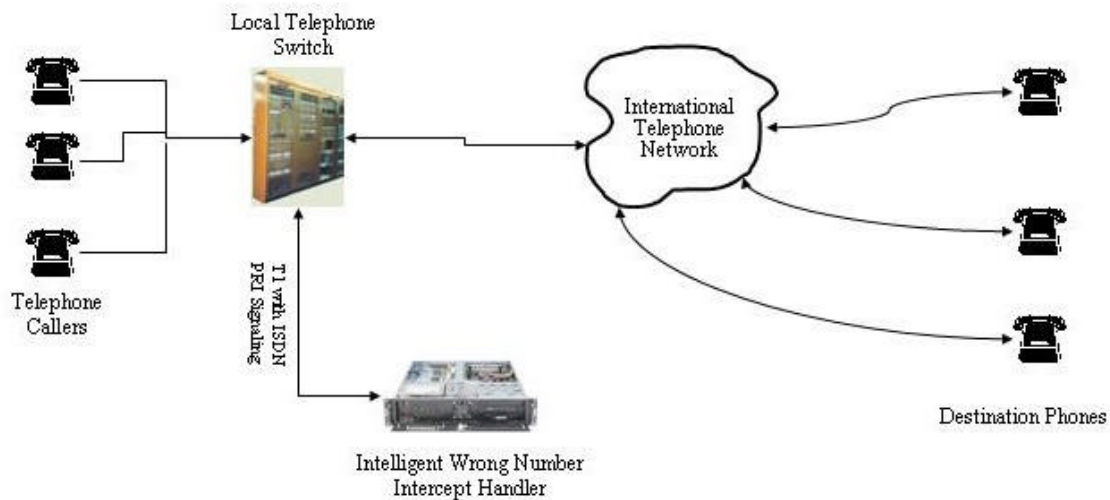 Local Telephone
Switch
International
Telephone
Network
Telephone
Callers
T1 with ISDN
PRI Signaling
Destination Phones
Intelligent Wrong Number
Intercept Handler